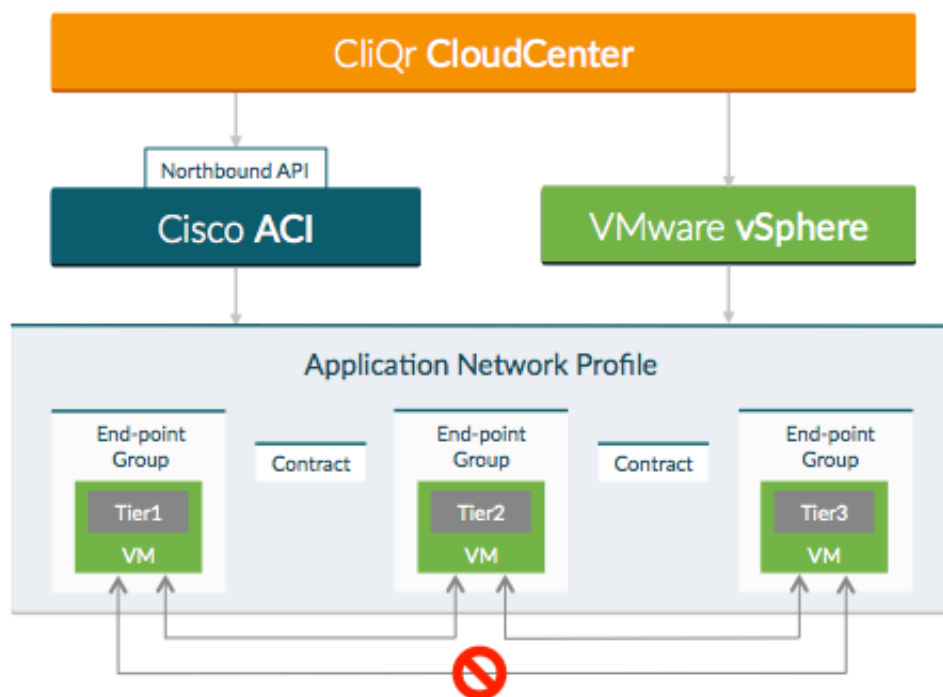 CliQr CloudCenter
Northbound API
Cisco ACI
VMware vSphere
Application Network Profile
End-point
Group
Contract
End-point
Group
Contract
End-point
Group
Tier1
VM
Tier2
VM
Tier3
VM